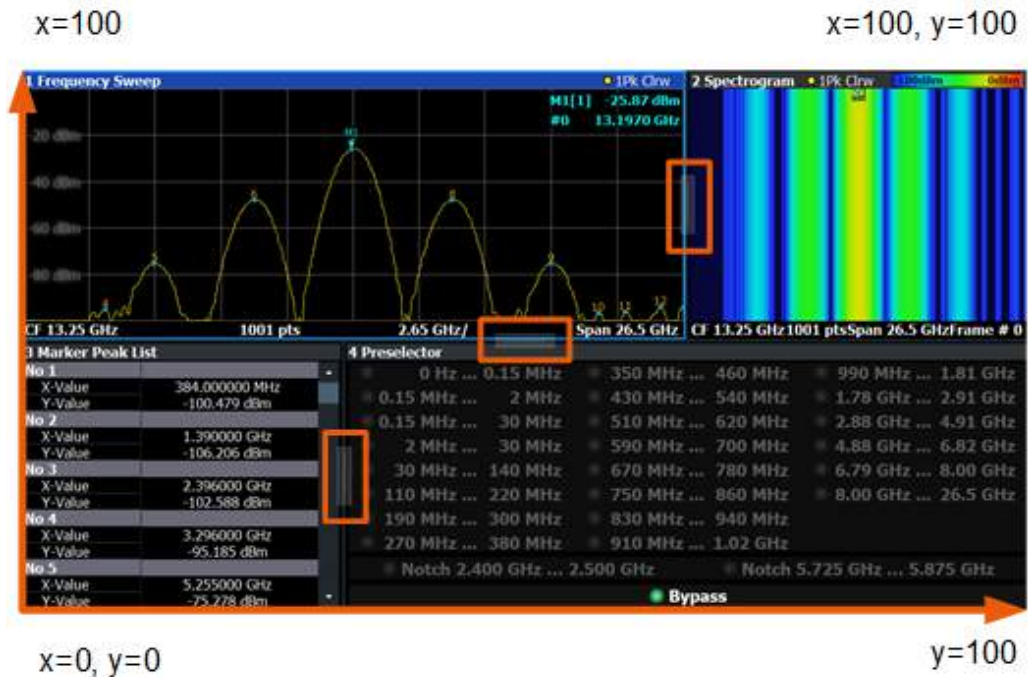 x=100
x=100, y=100
1 Frequency Sweep
1Pk Clrw
2 Spectrogram
1Pk Clrw
0dBm
M1[1] -25.87 dBm
#0 13.1970 GHz
M1
-20 dBm
-40 dBm
-60 dBm
-80 dBm
10 11 12
CF 13.25 GHz 1001 pts 2.65 GHz/ Span 26.5 GHz
CF 13.25 GHz 1001 pts Span 26.5 GHz Frame # 0
3 Marker Peak List
No 1
X-Value 384.000000 MHz
Y-Value -100.479 dBm
No 2
X-Value 1.390000 GHz
Y-Value -106.206 dBm
No 3
X-Value 2.396000 GHz
Y-Value -102.588 dBm
No 4
X-Value 3.296000 GHz
Y-Value -95.185 dBm
No 5
X-Value 5.255000 GHz
Y-Value -75.278 dBm
4 Preselector
0 Hz ... 0.15 MHz 350 MHz ... 460 MHz 990 MHz ... 1.81 GHz
0.15 MHz ... 2 MHz 430 MHz ... 540 MHz 1.78 GHz ... 2.91 GHz
0.15 MHz ... 30 MHz 510 MHz ... 620 MHz 2.88 GHz ... 4.91 GHz
2 MHz ... 30 MHz 590 MHz ... 700 MHz 4.88 GHz ... 6.82 GHz
30 MHz ... 140 MHz 670 MHz ... 780 MHz 6.79 GHz ... 8.00 GHz
110 MHz ... 220 MHz 750 MHz ... 860 MHz 8.00 GHz ... 26.5 GHz
190 MHz ... 300 MHz 830 MHz ... 940 MHz
270 MHz ... 380 MHz 910 MHz ... 1.02 GHz
Notch 2.400 GHz ... 2.500 GHz Notch 5.725 GHz ... 5.875 GHz
Bypass
x=0, y=0
y=100